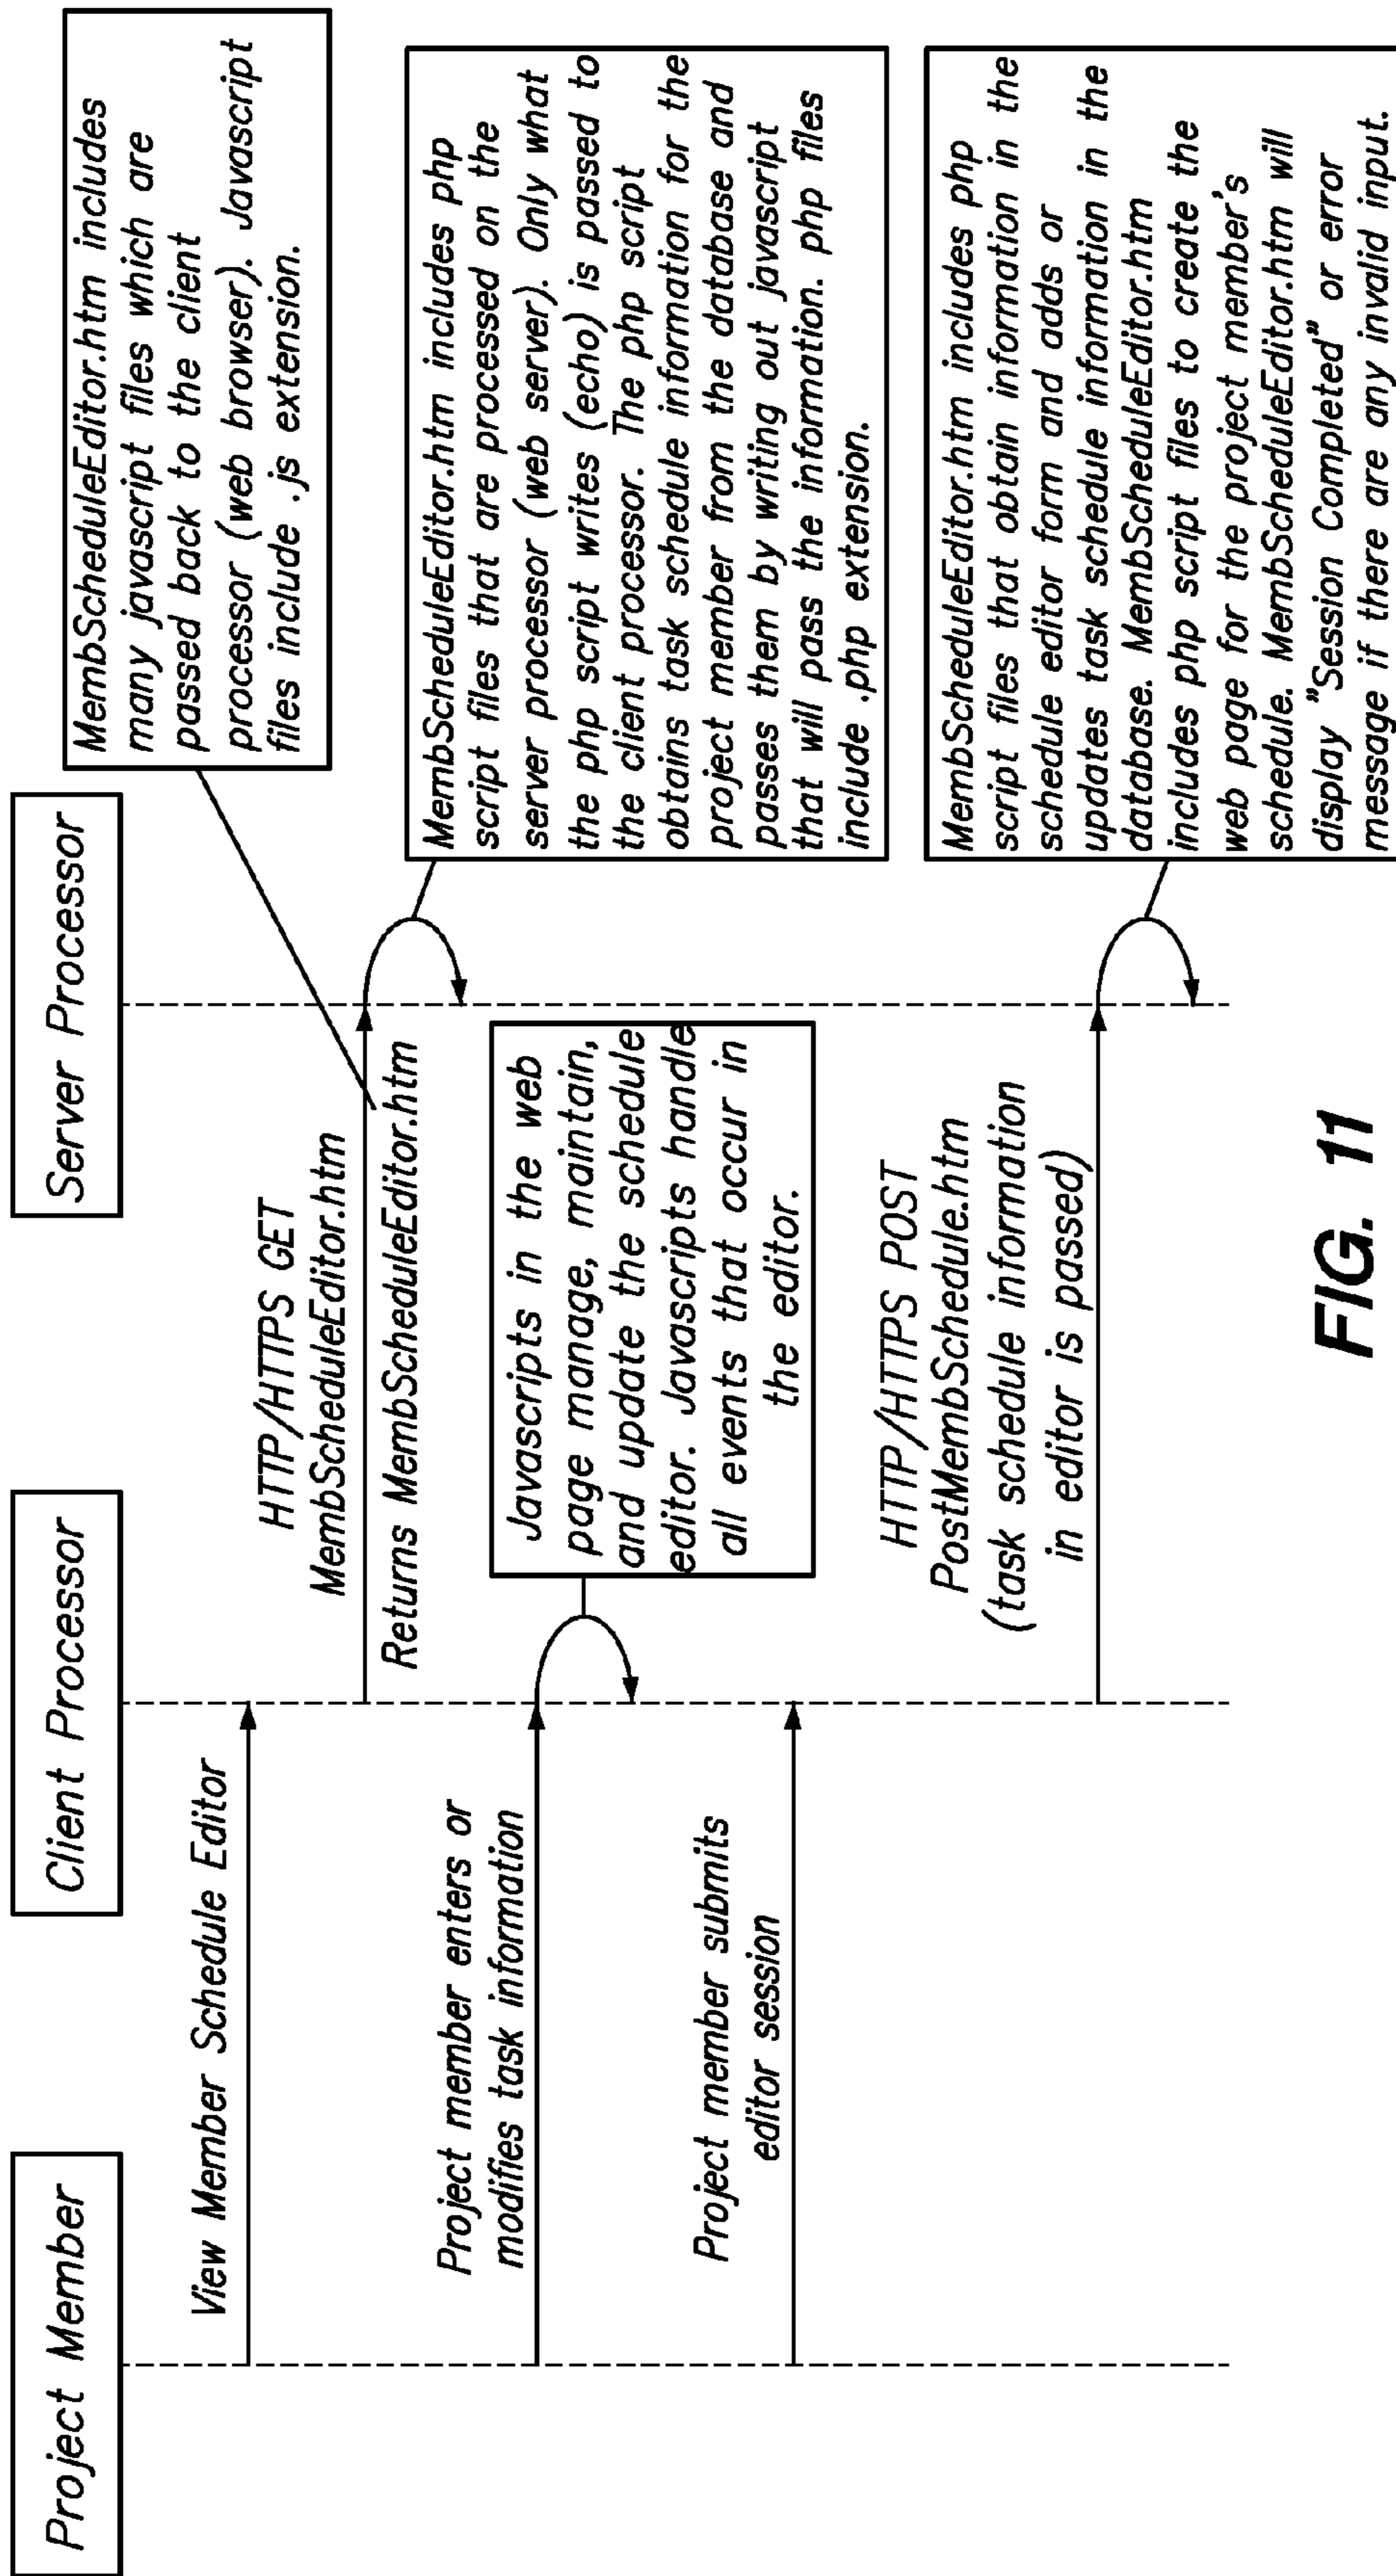 Project Member
Client Processor
Server Processor
View Member Schedule Editor
HTTP/HTTPS GET
MembScheduleEditor.htm
Returns MembScheduleEditor.htm
MembScheduleEditor.htm includes
many javascript files which are
passed back to the client
processor (web browser). Javascript
files include .js extension.
MembScheduleEditor.htm includes php
script files that are processed on the
server processor (web server). Only what
the php script writes (echo) is passed to
the client processor. The php script
obtains task schedule information for the
project member from the database and
passes them by writing out javascript
that will pass the information. php files
include .php extension.
Project member enters or
modifies task information
Javascripts in the web
page manage, maintain,
and update the schedule
editor. Javascripts handle
all events that occur in
the editor.
Project member submits
editor session
HTTP/HTTPS POST
PostMembSchedule.htm
(task schedule information
in editor is passed)
MembScheduleEditor.htm includes php
script files that obtain information in the
schedule editor form and adds or
updates task schedule information in the
database. MembScheduleEditor.htm
includes php script files to create the
web page for the project member's
schedule. MembScheduleEditor.htm will
display "Session Completed" or error
message if there are any invalid input.
FIG. 11